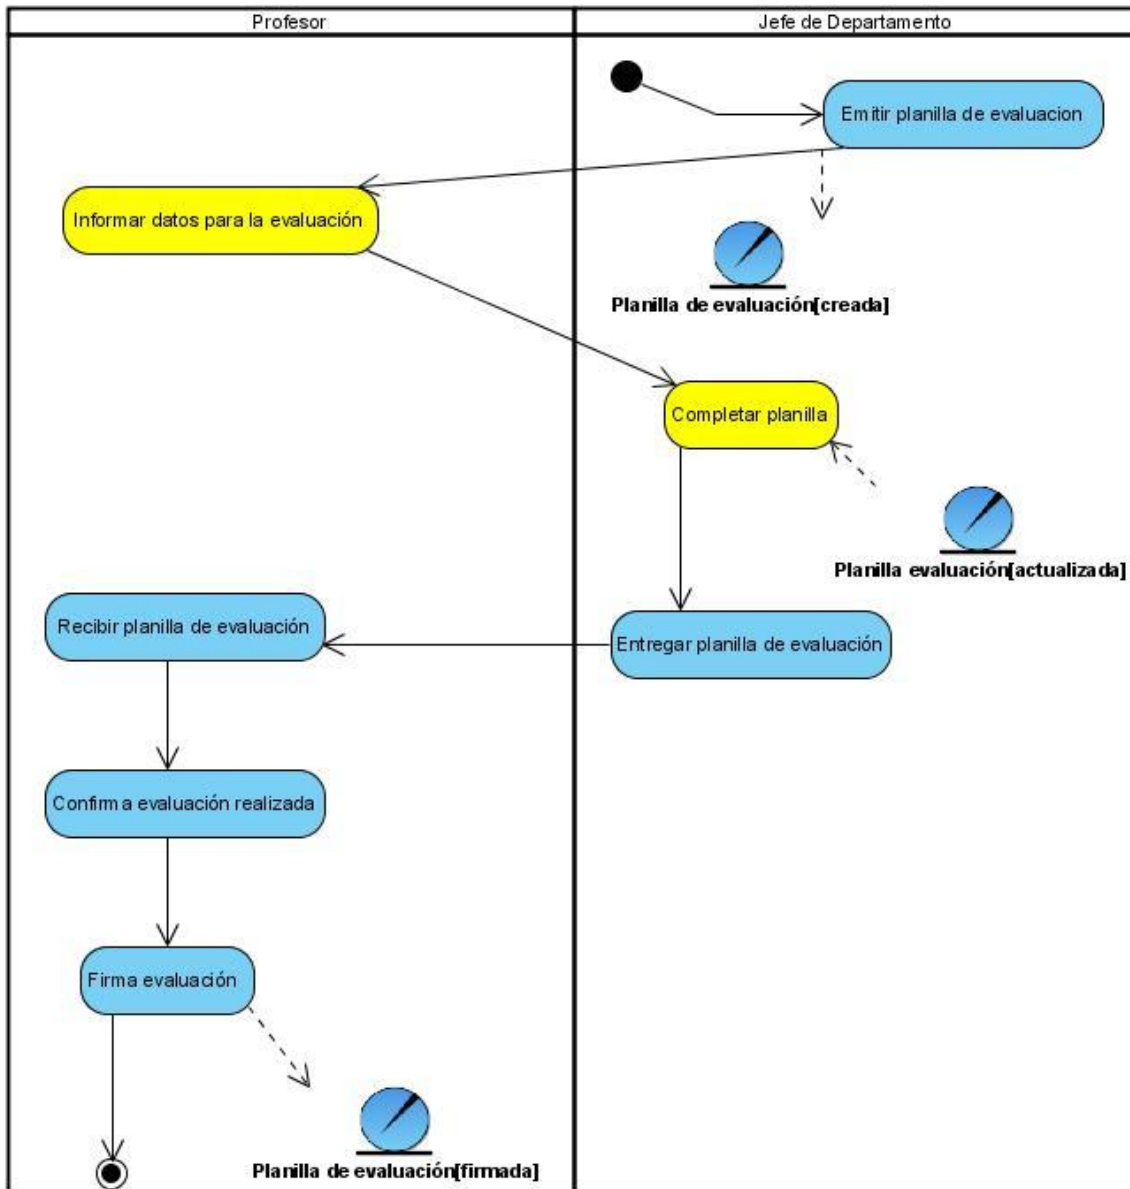 Profesor
Jefe de Departamento
Emitir planilla de evaluacion
Informar datos para la evaluación
Planilla de evaluación[creada]
Completar planilla
Planilla evaluación[actualizada]
Recibir planilla de evaluación
Entregar planilla de evaluación
Confirma evaluación realizada
Firma evaluación
Planilla de evaluación[firmada]